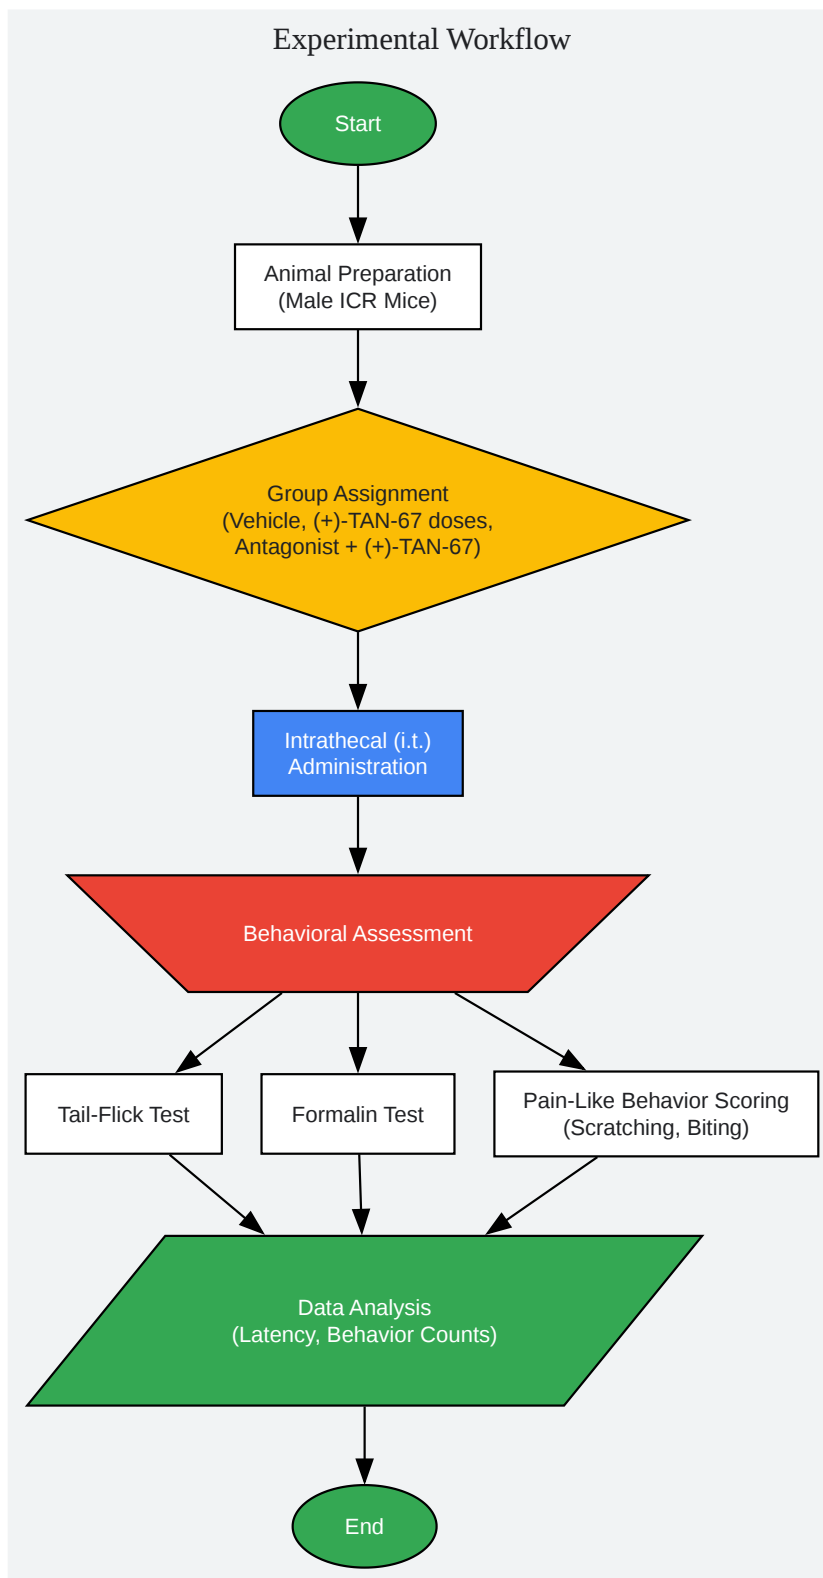 Experimental Workflow
Start
Animal Preparation
(Male ICR Mice)
Group Assignment
(Vehicle, (+)-TAN-67 doses,
Antagonist + (+)-TAN-67)
Intrathecal (i.t.)
Administration
Behavioral Assessment
Tail-Flick Test
Formalin Test
Pain-Like Behavior Scoring
(Scratching, Biting)
Data Analysis
(Latency, Behavior Counts)
End